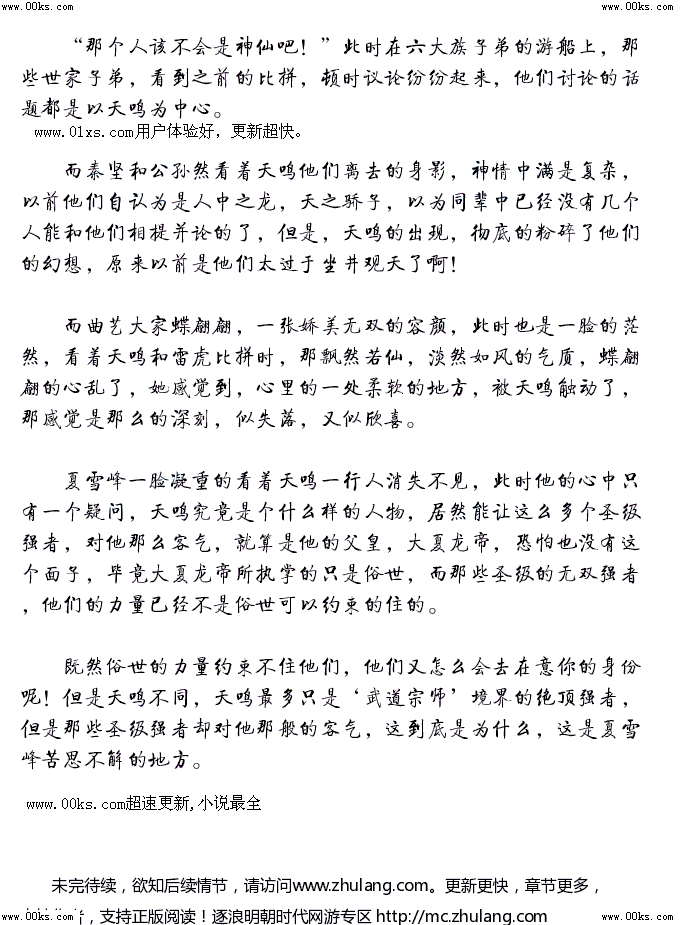 www.00ks.com www.00ks.com
“那个人该不会是神仙吧！”此时在六大族子弟的游船上，那
些世家子弟，看到之前的比拼，顿时议论纷纷起来，他们讨论的话
题都是以天鸣为中心。
www.01xs.com用户体验好，更新超快。
而秦坚和公孙然看着天鸣他们离去的身影，神情中满是复杂，
以前他们自认为是人中之龙，天之骄子，以为同辈中已经没有几个
人能和他们相提并论的了，但是，天鸣的出现，彻底的粉碎了他们
的幻想，原来以前是他们太过于坐井观天了啊！
而曲艺大家蝶翩翩，一张娇美无双的容颜，此时也是一脸的茫
然，看着天鸣和雷虎比拼时，那飘然若仙，淡然如风的气质，蝶翩
翩的心乱了，她感觉到，心里的一处柔软的地方，被天鸣触动了，
那感觉是那么的深刻，似失落，又似欣喜。
夏雪峰一脸凝重的看着天鸣一行人消失不见，此时他的心中只
有一个疑问，天鸣究竟是个什么样的人物，居然能让这么多个圣级
强者，对他那么客气，就算是他的父皇，大夏龙帝，恐怕也没有这
个面子，毕竟大夏龙帝所执掌的只是俗世，而那些圣级的无双强者
，他们的力量已经不是俗世可以约束的住的。
既然俗世的力量约束不住他们，他们又怎么会去在意你的身份
呢！但是天鸣不同，天鸣最多只是‘武道宗师’境界的绝顶强者，
但是那些圣级强者却对他那般的客气，这到底是为什么，这是夏雪
峰苦思不解的地方。
www.00ks.com超速更新,小说最全
未完待续，欲知后续情节，请访问www.zhulang.com。更新更快，章节更多，
，支持正版阅读！逐浪明朝时代网游专区 http://mc.zhulang.com
www.00ks.com www.00ks.com